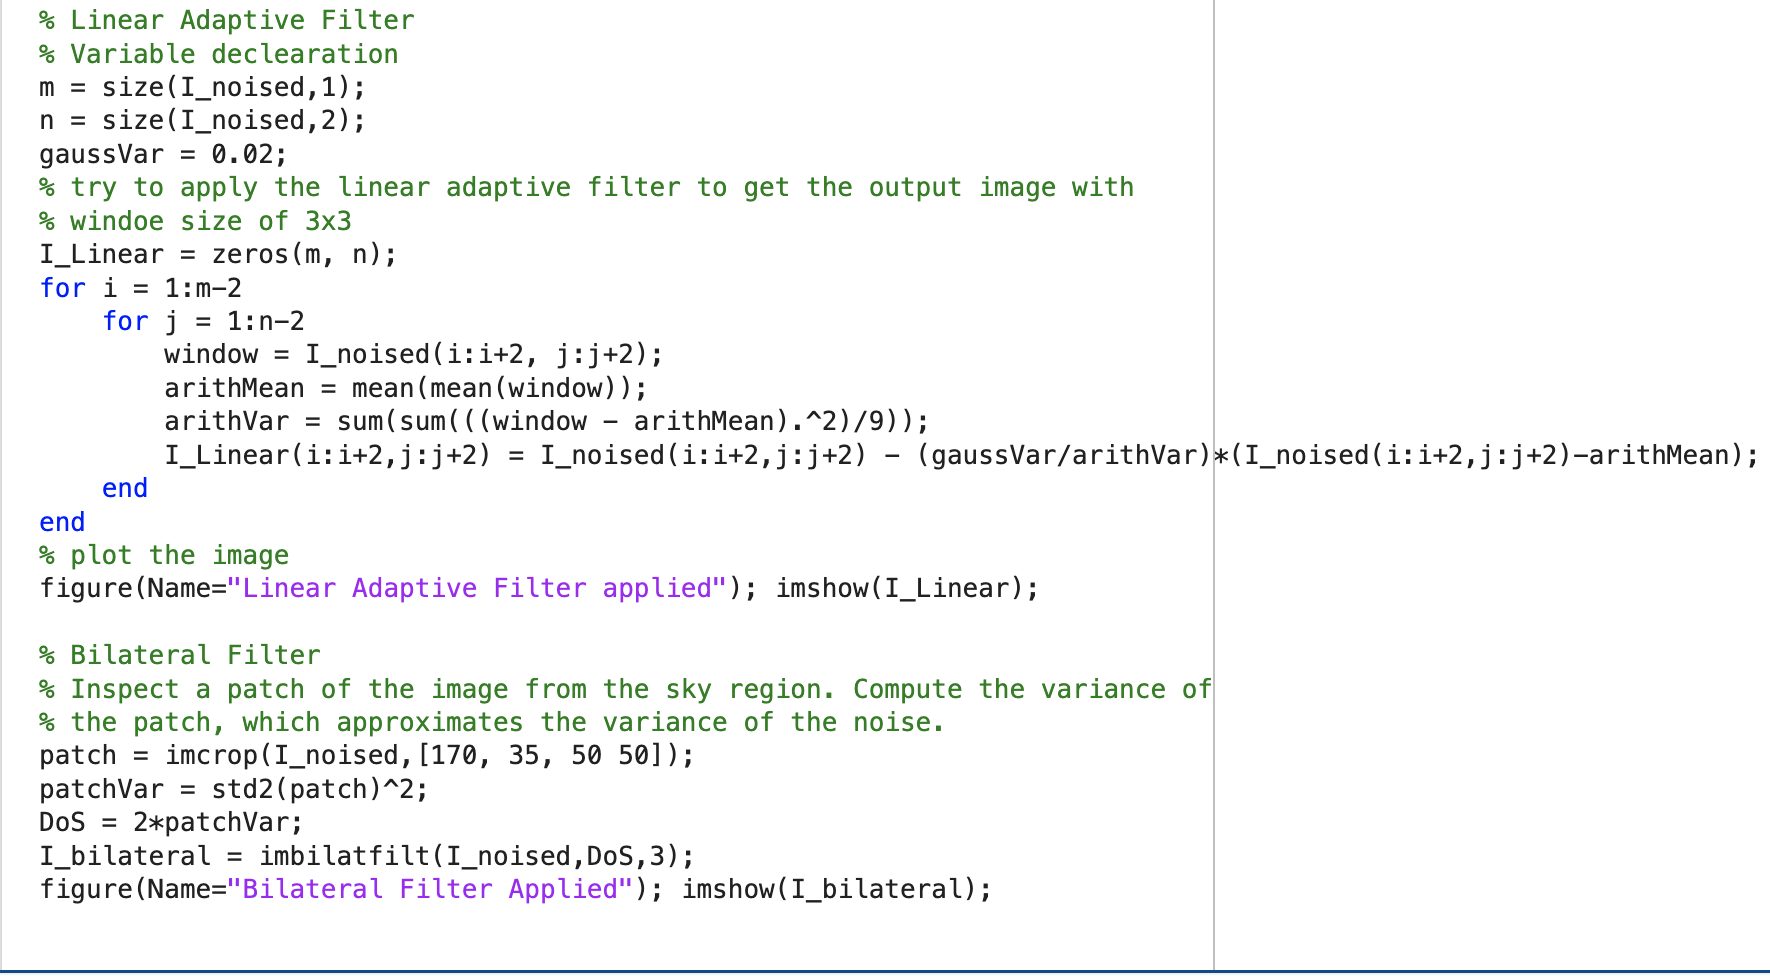 % Linear Adaptive Filter
% Variable declearation
m = size(I_noised,1);
n = size(I_noised,2);
gaussVar = 0.02;
% try to apply the linear adaptive filter to get the output image with
% windoe size of 3x3
I_Linear = zeros(m, n);
for i = 1:m-2
    for j = 1:n-2
        window = I_noised(i:i+2, j:j+2);
        arithMean = mean(mean(window));
        arithVar = sum(sum(((window - arithMean).^2)/9));
        I_Linear(i:i+2,j:j+2) = I_noised(i:i+2,j:j+2) - (gaussVar/arithVar)*(I_noised(i:i+2,j:j+2)-arithMean);
    end
end
% plot the image
figure(Name="Linear Adaptive Filter applied"); imshow(I_Linear);

% Bilateral Filter
% Inspect a patch of the image from the sky region. Compute the variance of
% the patch, which approximates the variance of the noise.
patch = imcrop(I_noised,[170, 35, 50 50]);
patchVar = std2(patch)^2;
DoS = 2*patchVar;
I_bilateral = imbilatfilt(I_noised,DoS,3);
figure(Name="Bilateral Filter Applied"); imshow(I_bilateral);